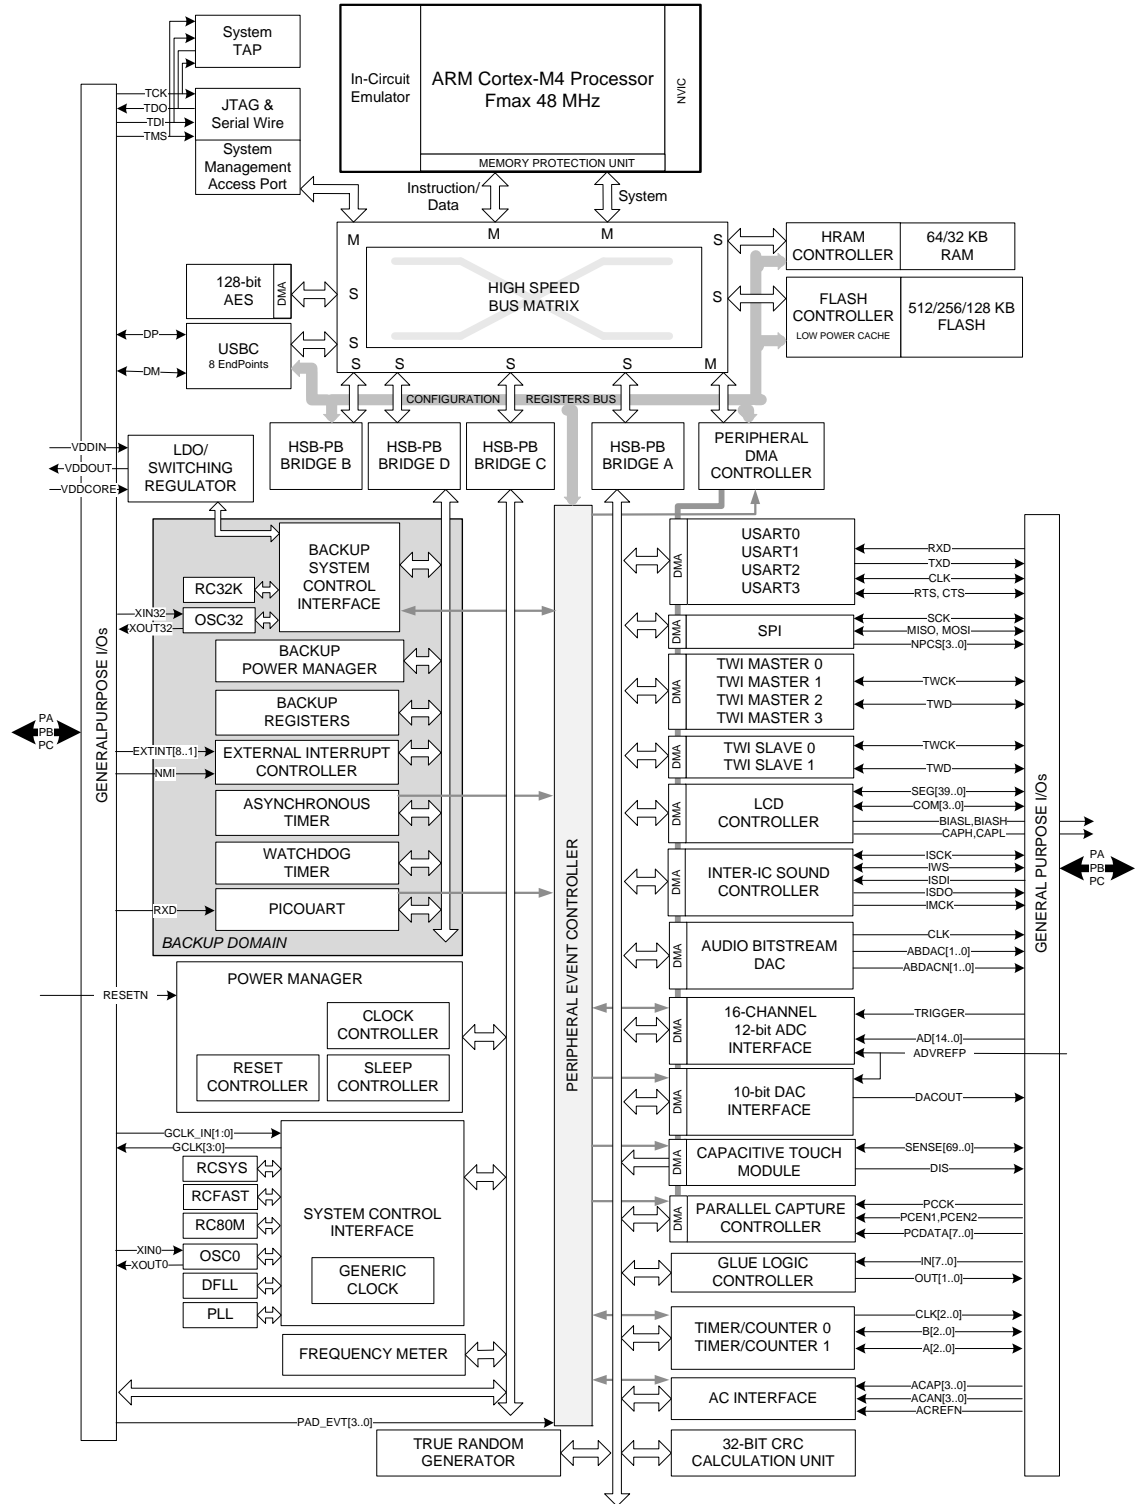 System
TAP
TCK
TDO
TDI
TMS
JTAG &
Serial Wire
System
Management
Access Port
In-Circuit
Emulator
ARM Cortex-M4 Processor
Fmax 48 MHz
NVIC
MEMORY PROTECTION UNIT
Instruction/
Data
System
M
M
M
S
HRAM
CONTROLLER
64/32 KB
RAM
128-bit
AES
DMA
S
HIGH SPEED
BUS MATRIX
S
FLASH
CONTROLLER
LOW POWER CACHE
512/256/128 KB
FLASH
DP
DM
USBC
8 EndPoints
S
S
S
S
S
M
CONFIGURATION
REGISTERS BUS
VDDIN
VDDOUT
VDDCORE
LDO/
SWITCHING
REGULATOR
HSB-PB
BRIDGE B
HSB-PB
BRIDGE D
HSB-PB
BRIDGE C
HSB-PB
BRIDGE A
PERIPHERAL
DMA
CONTROLLER
GENERALPURPOSE I/Os
PA
PB
PC
BACKUP
SYSTEM
CONTROL
INTERFACE
RC32K
XIN32
XOUT32
OSC32
BACKUP
POWER MANAGER
BACKUP
REGISTERS
EXTINT[8..1]
NMI
EXTERNAL INTERRUPT
CONTROLLER
ASYNCHRONOUS
TIMER
WATCHDOG
TIMER
RXD
PICOUART
BACKUP DOMAIN
RESETN
POWER MANAGER
CLOCK
CONTROLLER
RESET
CONTROLLER
SLEEP
CONTROLLER
GCLK_IN[1:0]
GCLK[3:0]
RCSYS
RCFAST
RC80M
XIN0
XOUT0
OSC0
DFLL
PLL
SYSTEM CONTROL
INTERFACE
GENERIC
CLOCK
FREQUENCY METER
PAD_EVT[3..0]
TRUE RANDOM
GENERATOR
PERIPHERAL EVENT CONTROLLER
DMA
USART0
USART1
USART2
USART3
RXD
TXD
CLK
RTS, CTS
DMA
SPI
SCK
MISO, MOSI
NPCS[3..0]
DMA
TWI MASTER 0
TWI MASTER 1
TWI MASTER 2
TWI MASTER 3
TWCK
TWD
DMA
TWI SLAVE 0
TWI SLAVE 1
TWCK
TWD
DMA
LCD
CONTROLLER
SEG[39..0]
COM[3..0]
BIASL,BIASH
CAPH,CAPL
DMA
INTER-IC SOUND
CONTROLLER
ISCK
IWS
ISDI
ISDO
IMCK
DMA
AUDIO BITSTREAM
DAC
CLK
ABDAC[1..0]
ABDACN[1..0]
DMA
16-CHANNEL
12-bit ADC
INTERFACE
TRIGGER
AD[14..0]
ADVREFP
DMA
10-bit DAC
INTERFACE
DACOUT
DMA
CAPACITIVE TOUCH
MODULE
SENSE[69..0]
DIS
DMA
PARALLEL CAPTURE
CONTROLLER
PCCK
PCEN1,PCEN2
PCDATA[7..0]
GLUE LOGIC
CONTROLLER
IN[7..0]
OUT[1..0]
TIMER/COUNTER 0
TIMER/COUNTER 1
CLK[2..0]
B[2..0]
A[2..0]
AC INTERFACE
ACAP[3..0]
ACAN[3..0]
ACREFN
32-BIT CRC
CALCULATION UNIT
GENERAL PURPOSE I/Os
PA
PB
PC